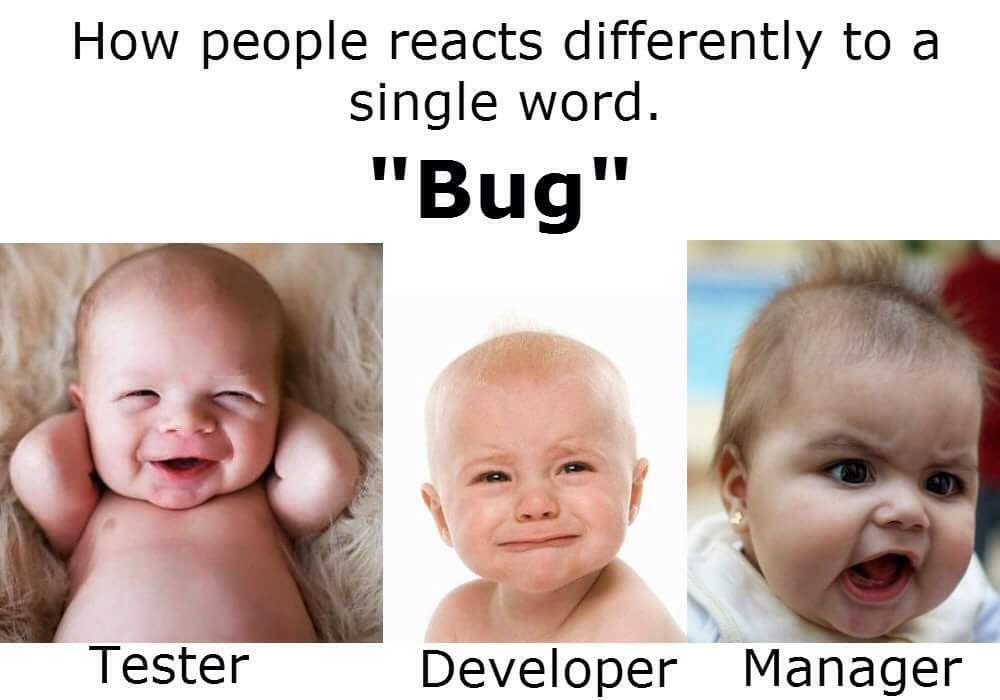 How people reacts differently to a
single word.
"Bug"
Tester
Developer
Manager